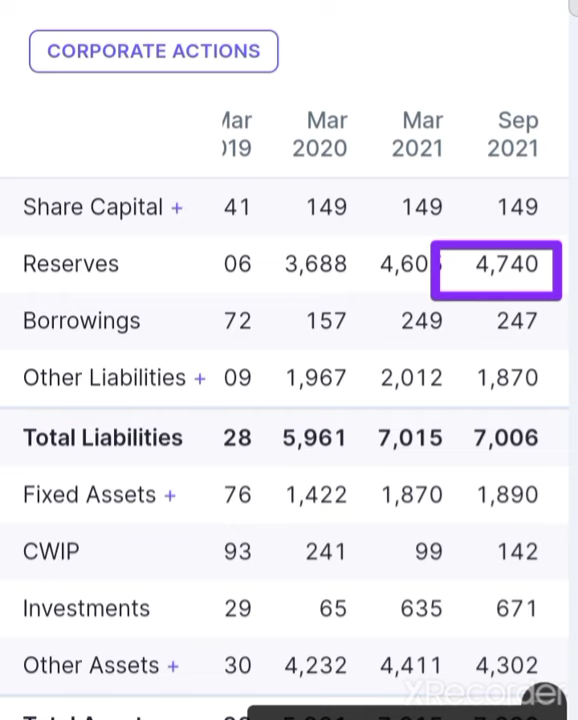 CORPORATE ACTIONS
Mar Mar Sep
2020 2021 2021
Share Capital + 41 149 149 149
Reserves 06 3,688 4,60 4,740
Borrowings 72 157 249 247
Other Liabilities + 09 1,967 2,012 1,870
Total Liabilities 28 5,961 7,015 7,006
Fixed Assets + 76 1,422 1,870 1,890
CWIP 93 241 99 142
Investments 29 65 635 671
Other Assets + 30 4,232 4,411 4,302
XRecorder